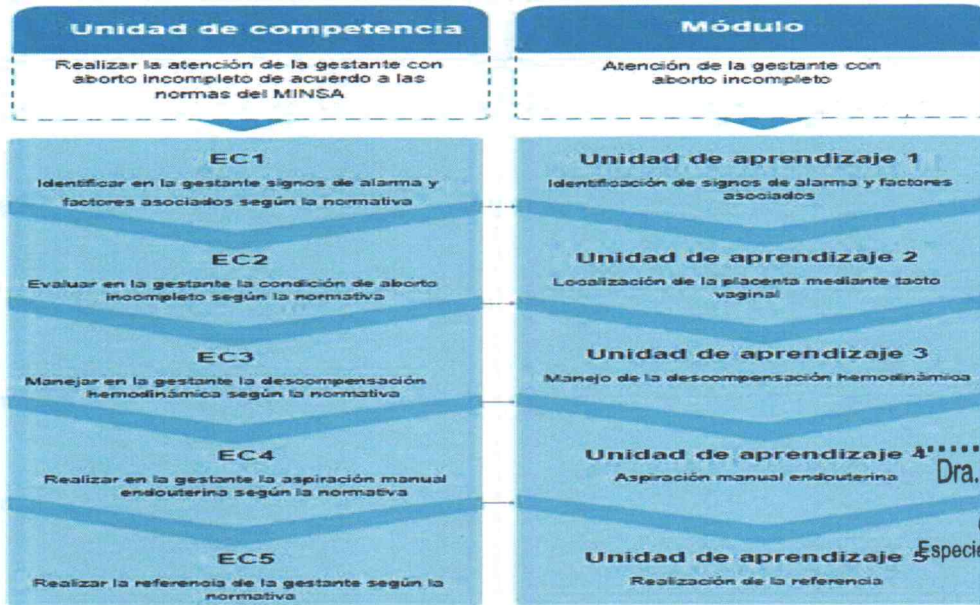 Unidad de competencia
Realizar la atención de la gestante con
aborto incompleto de acuerdo a las
normas del MINSA
Módulo
Atención de la gestante con
aborto incompleto
EC1
Identificar en la gestante signos de alarma y
factores asociados según la normativa
Unidad de aprendizaje 1
Identificación de signos de alarma y factores
asociados
EC2
Evaluar en la gestante la condición de aborto
incompleto según la normativa
Unidad de aprendizaje 2
Localización de la placenta mediante tacto
vaginal
EC3
Manejar en la gestante la descompensación
hemodinámica según la normativa
Unidad de aprendizaje 3
Manejo de la descompensación hemodinámica
EC4
Realizar en la gestante la aspiración manual
endouterina según la normativa
Unidad de aprendizaje 4
Aspiración manual endouterina
Dra.
EC5
Realizar la referencia de la gestante según la
normativa
Unidad de aprendizaje 5
Realización de la referencia
Especie